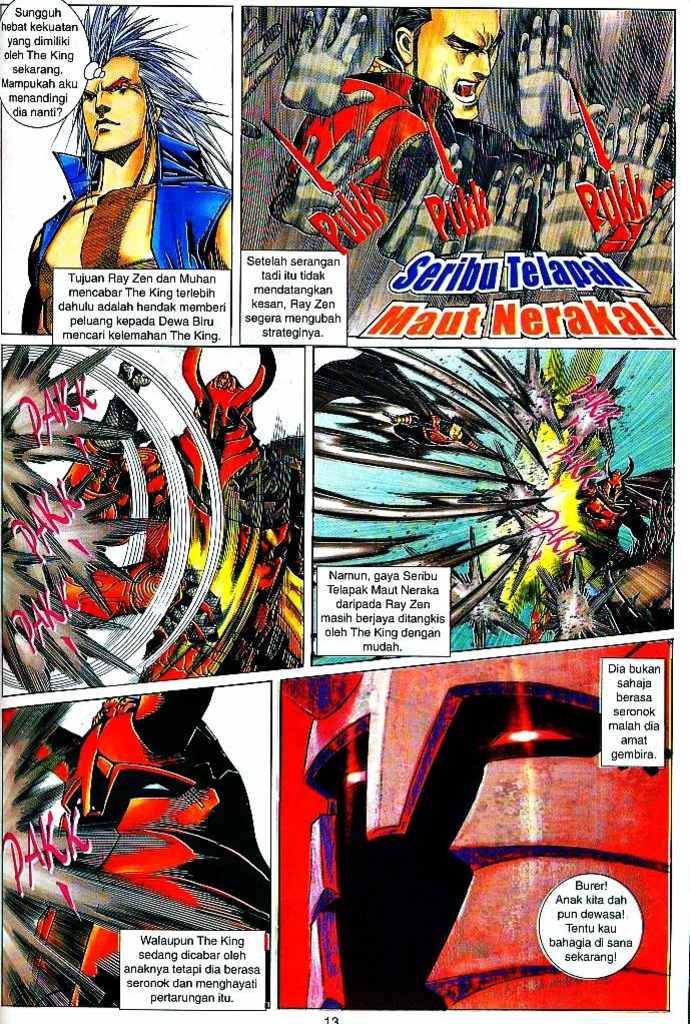 Sungguh
hebat kekuatan
yang dimiliki
oleh The King
sekarang.
Mampukah aku
menandingi
dia nanti?
Tujuan Ray Zen dan Muhan
mencabar The King terlebih
dahulu adalah hendak memberi
peluang kepada Dewa Biru
mencari kelemahan The King.
PUKK
PUKK
PUKK
Setelah serangan
tadi itu tidak
mendatangkan
kesan, Ray Zen
segera mengubah
strateginya.
Seribu Telapak
Maut Neraka!
PAKK
PAKK
PAKK
PAKK
PAKK
PAKK
Namun, gaya Seribu
Telapak Maut Neraka
daripada Ray Zen
masih berjaya ditangkis
oleh The King dengan
mudah.
PAKK
Walaupun The King
sedang dicabar oleh
anaknya tetapi dia berasa
seronok dan menghayati
pertarungan itu.
Dia bukan
sahaja
berasa
seronok
malah dia
amat
gembira.
Burer!
Anak kita dah
pun dewasa!
Tentu kau
bahagia di sana
sekarang!
13